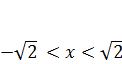 −√2 < x < √2